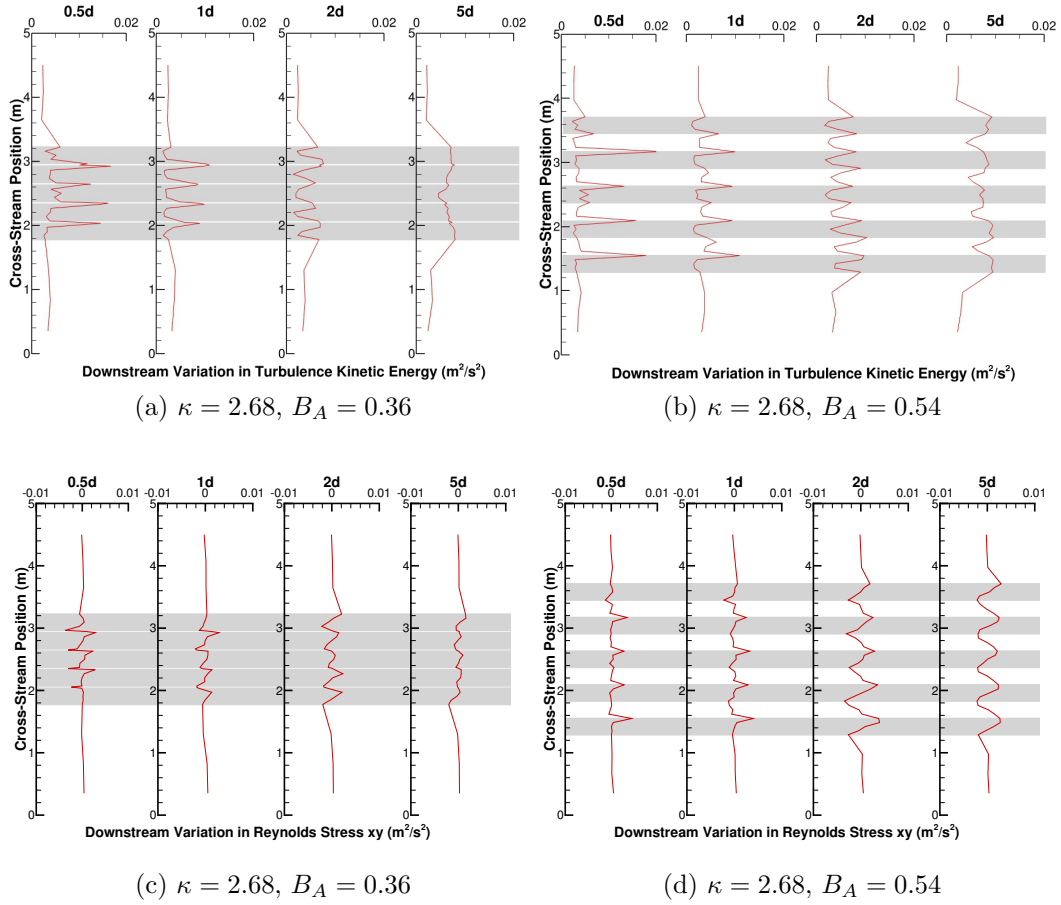 0.5d 1d 2d 5d
0 0.02 0 0.02 0 0.02 0 0.02
5 4 3 2 1 0
Cross-Stream Position (m)
Downstream Variation in Turbulence Kinetic Energy (m²/s²)
(a) κ = 2.68, B_A = 0.36
0.5d 1d 2d 5d
0 0.02 0 0.02 0 0.02 0 0.02
5 4 3 2 1 0
Cross-Stream Position (m)
Downstream Variation in Turbulence Kinetic Energy (m²/s²)
(b) κ = 2.68, B_A = 0.54
0.5d 1d 2d 5d
-0.01 0 0.01 -0.01 0 0.01 -0.01 0 0.01 -0.01 0 0.01
5 4 3 2 1 0
Cross-Stream Position (m)
Downstream Variation in Reynolds Stress xy (m²/s²)
(c) κ = 2.68, B_A = 0.36
0.5d 1d 2d 5d
-0.01 0 0.01 -0.01 0 0.01 -0.01 0 0.01 -0.01 0 0.01
5 4 3 2 1 0
Cross-Stream Position (m)
Downstream Variation in Reynolds Stress xy (m²/s²)
(d) κ = 2.68, B_A = 0.54